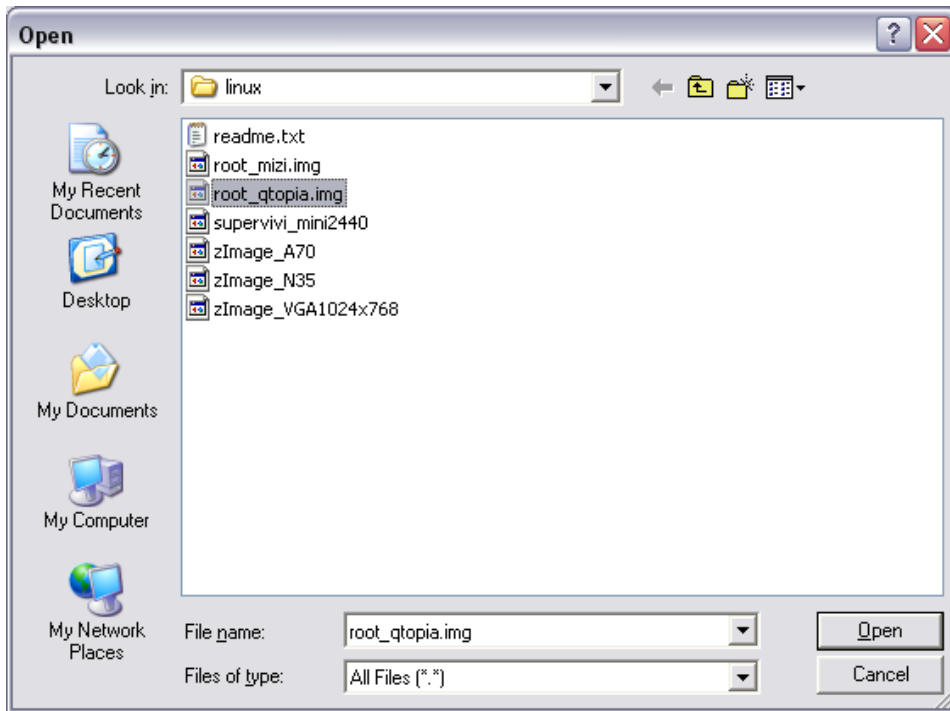 Open
Look in:
linux
My Recent
Documents
Desktop
My Documents
My Computer
My Network
Places
readme.txt
root_mizi.img
root_qtopia.img
supervivi_mini2440
zImage_A70
zImage_N35
zImage_VGA1024x768
File name:
root_qtopia.img
Open
Files of type:
All Files (*.*)
Cancel